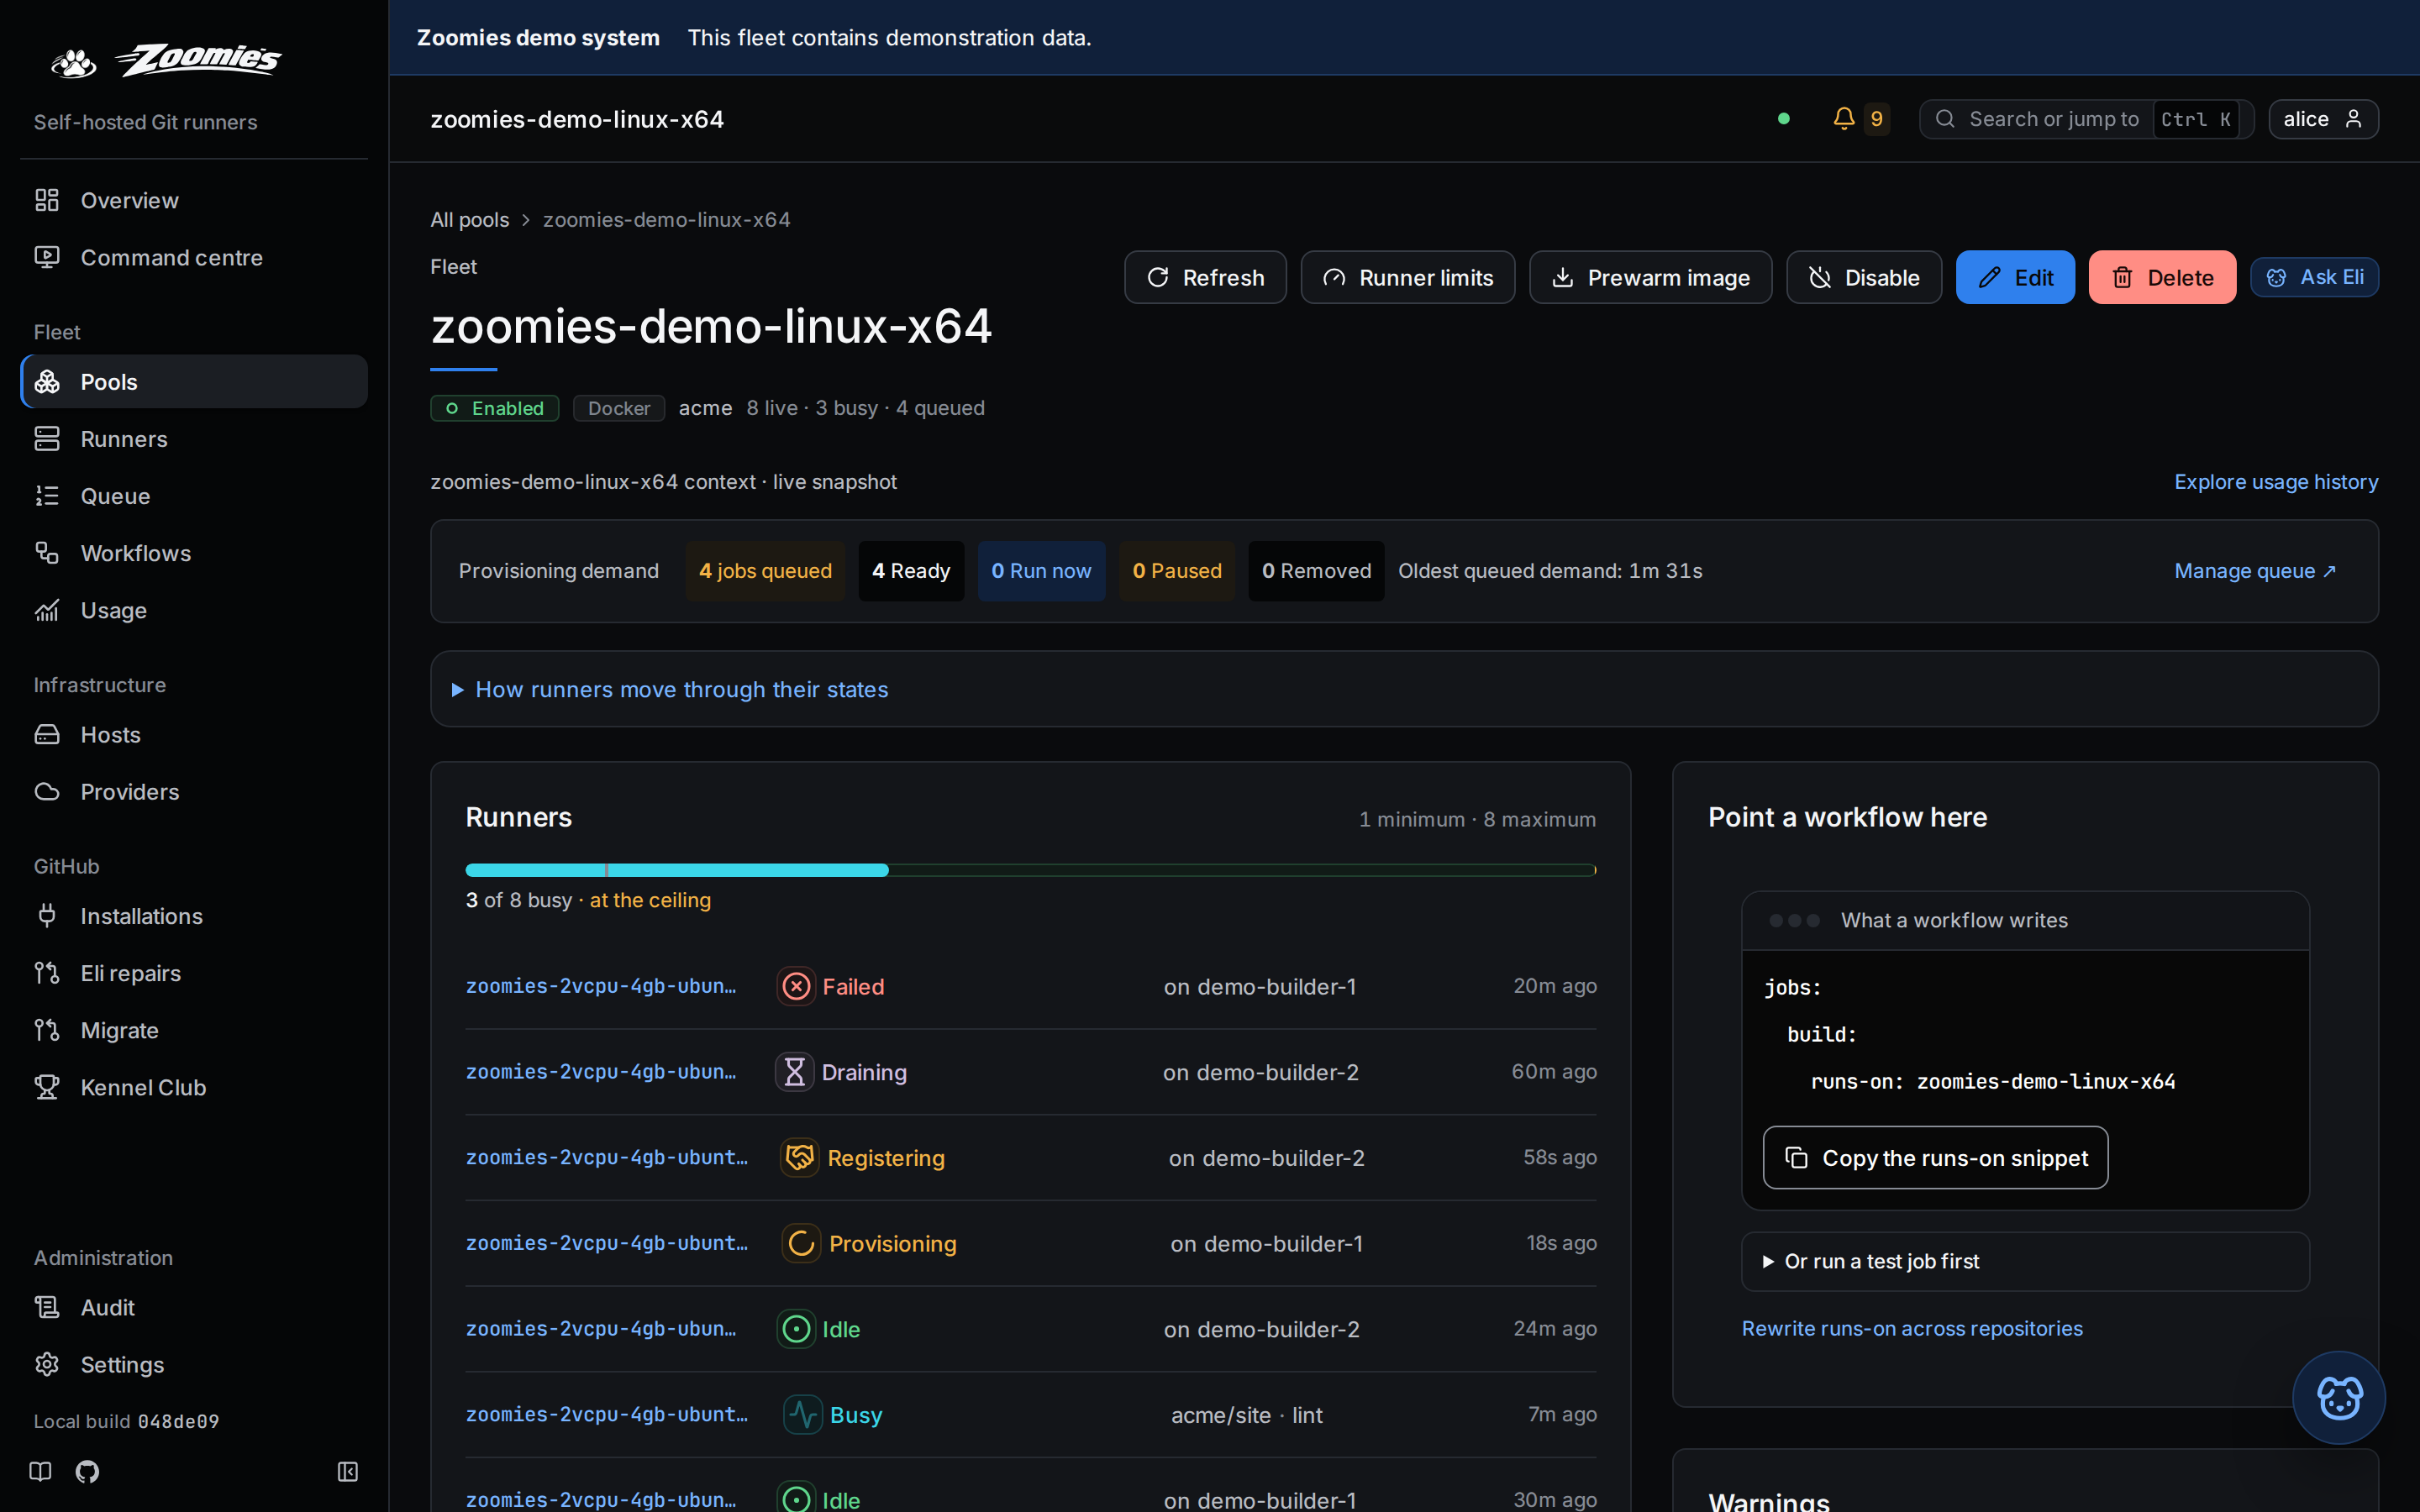 Zoomies
Self-hosted Git runners
Overview
Command centre
Fleet
Pools
Runners
Queue
Workflows
Usage
Infrastructure
Hosts
Providers
GitHub
Installations
Eli repairs
Migrate
Kennel Club
Administration
Audit
Settings
Local build 048de09
Zoomies demo system This fleet contains demonstration data.
zoomies-demo-linux-x64
9
Search or jump to Ctrl K
alice
All pools > zoomies-demo-linux-x64
Fleet
zoomies-demo-linux-x64
Refresh
Runner limits
Prewarm image
Disable
Edit
Delete
Ask Eli
Enabled Docker acme 8 live · 3 busy · 4 queued
zoomies-demo-linux-x64 context · live snapshot
Explore usage history
Provisioning demand 4 jobs queued 4 Ready 0 Run now 0 Paused 0 Removed Oldest queued demand: 1m 31s
Manage queue ↗
How runners move through their states
Runners
1 minimum · 8 maximum
3 of 8 busy · at the ceiling
zoomies-2vcpu-4gb-ubun… Failed on demo-builder-1 20m ago
zoomies-2vcpu-4gb-ubun… Draining on demo-builder-2 60m ago
zoomies-2vcpu-4gb-ubunt… Registering on demo-builder-2 58s ago
zoomies-2vcpu-4gb-ubunt… Provisioning on demo-builder-1 18s ago
zoomies-2vcpu-4gb-ubun… Idle on demo-builder-2 24m ago
zoomies-2vcpu-4gb-ubunt… Busy acme/site · lint 7m ago
zoomies-2vcpu-4gb-ubun… Idle on demo-builder-1 30m ago
Point a workflow here
What a workflow writes
jobs:
build:
runs-on: zoomies-demo-linux-x64
Copy the runs-on snippet
Or run a test job first
Rewrite runs-on across repositories
Warnings